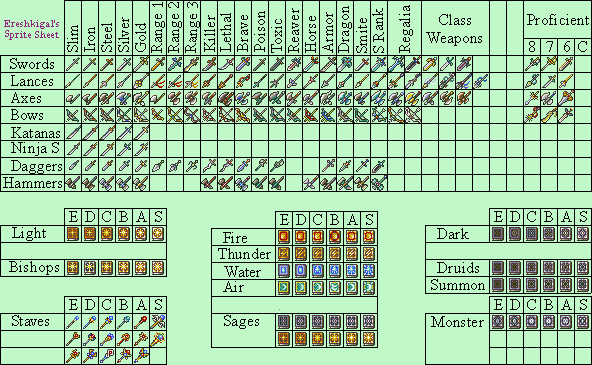 Ereshkigal's
Sprite Sheet
Slim
Iron
Steel
Silver
Gold
Range 1
Range 2
Range 3
Killer
Lethal
Brave
Poison
Toxic
Reaver
Horse
Armor
Dragon
Smite
S Rank
Regalia
Class
Weapons
Proficient
8 7 6 C
Swords
Lances
Axes
Bows
Katanas
Ninja S
Daggers
Hammers
E D C B A S
Light
Bishops
E D C B A S
Staves
E D C B A S
Fire
Thunder
Water
Air
Sages
E D C B A S
Dark
Druids
Summon
E D C B A S
Monster